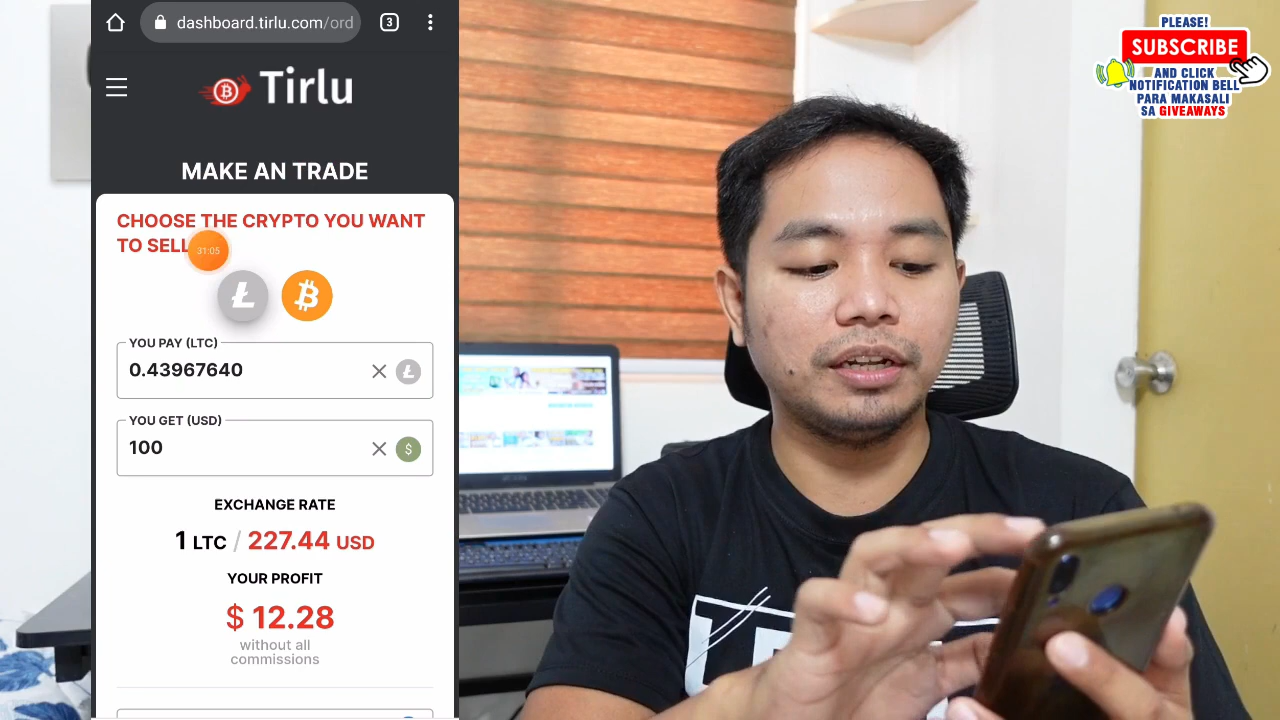 dashboard.tirlu.com/ord
3
Tirlu
MAKE AN TRADE
CHOOSE THE CRYPTO YOU WANT
TO SELL
31:05
YOU PAY (LTC)
0.43967640
YOU GET (USD)
100
$
EXCHANGE RATE
1 LTC / 227.44 USD
YOUR PROFIT
$ 12.28
without all
commissions
PLEASE!
SUBSCRIBE
AND CLICK
NOTIFICATION BELL
PARA MAKASALI
SA GIVEAWAYS